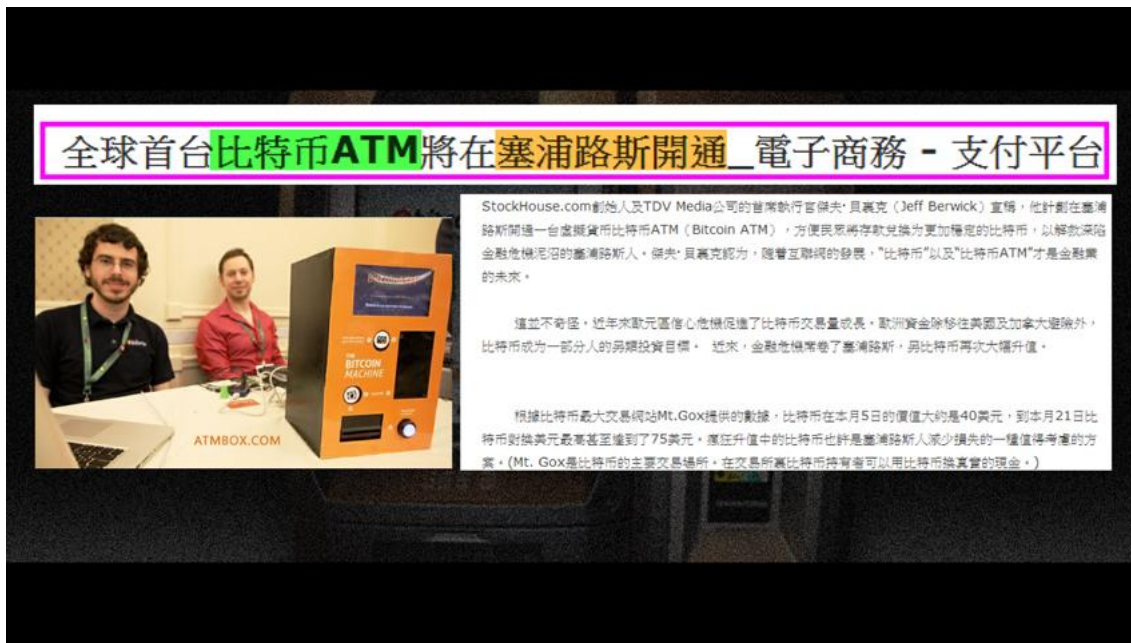 全球首台比特币ATM將在塞浦路斯開通_電子商務 - 支付平台
StockHouse.com創始人及TDV Media公司的首席執行官傑夫·貝裏克（Jeff Berwick）宣稱，他計劃在塞浦
路斯開通一台虛擬貨币比特币ATM（Bitcoin ATM），方便民眾將存款兌換为更加穩定的比特币，以解救深陷
金融危機泥沼的塞浦路斯人。傑夫·貝裏克認为，隨着互聯網的發展，"比特币"以及"比特币ATM"才是金融業
的未來。
這並不奇怪，近年來歐元區信心危機促進了比特币交易量成長。歐洲資金除移往美國及加拿大避險外，
比特币成为一部分人的另類投資目標。 近來，金融危機席卷了塞浦路斯，另比特币再次大幅升值。
根據比特币最大交易網站Mt.Gox提供的數據，比特币在本月5日的價值大約是40美元，到本月21日比
特币對換美元最高甚至達到了75美元。瘋狂升值中的比特币也許是塞浦路斯人減少損失的一種值得考慮的方
案。(Mt. Gox是比特币的主要交易場所。在交易所裏比特币持有者可以用比特币換真實的現金。)
THE
BITCOIN
MACHINE
ATMBOX.COM